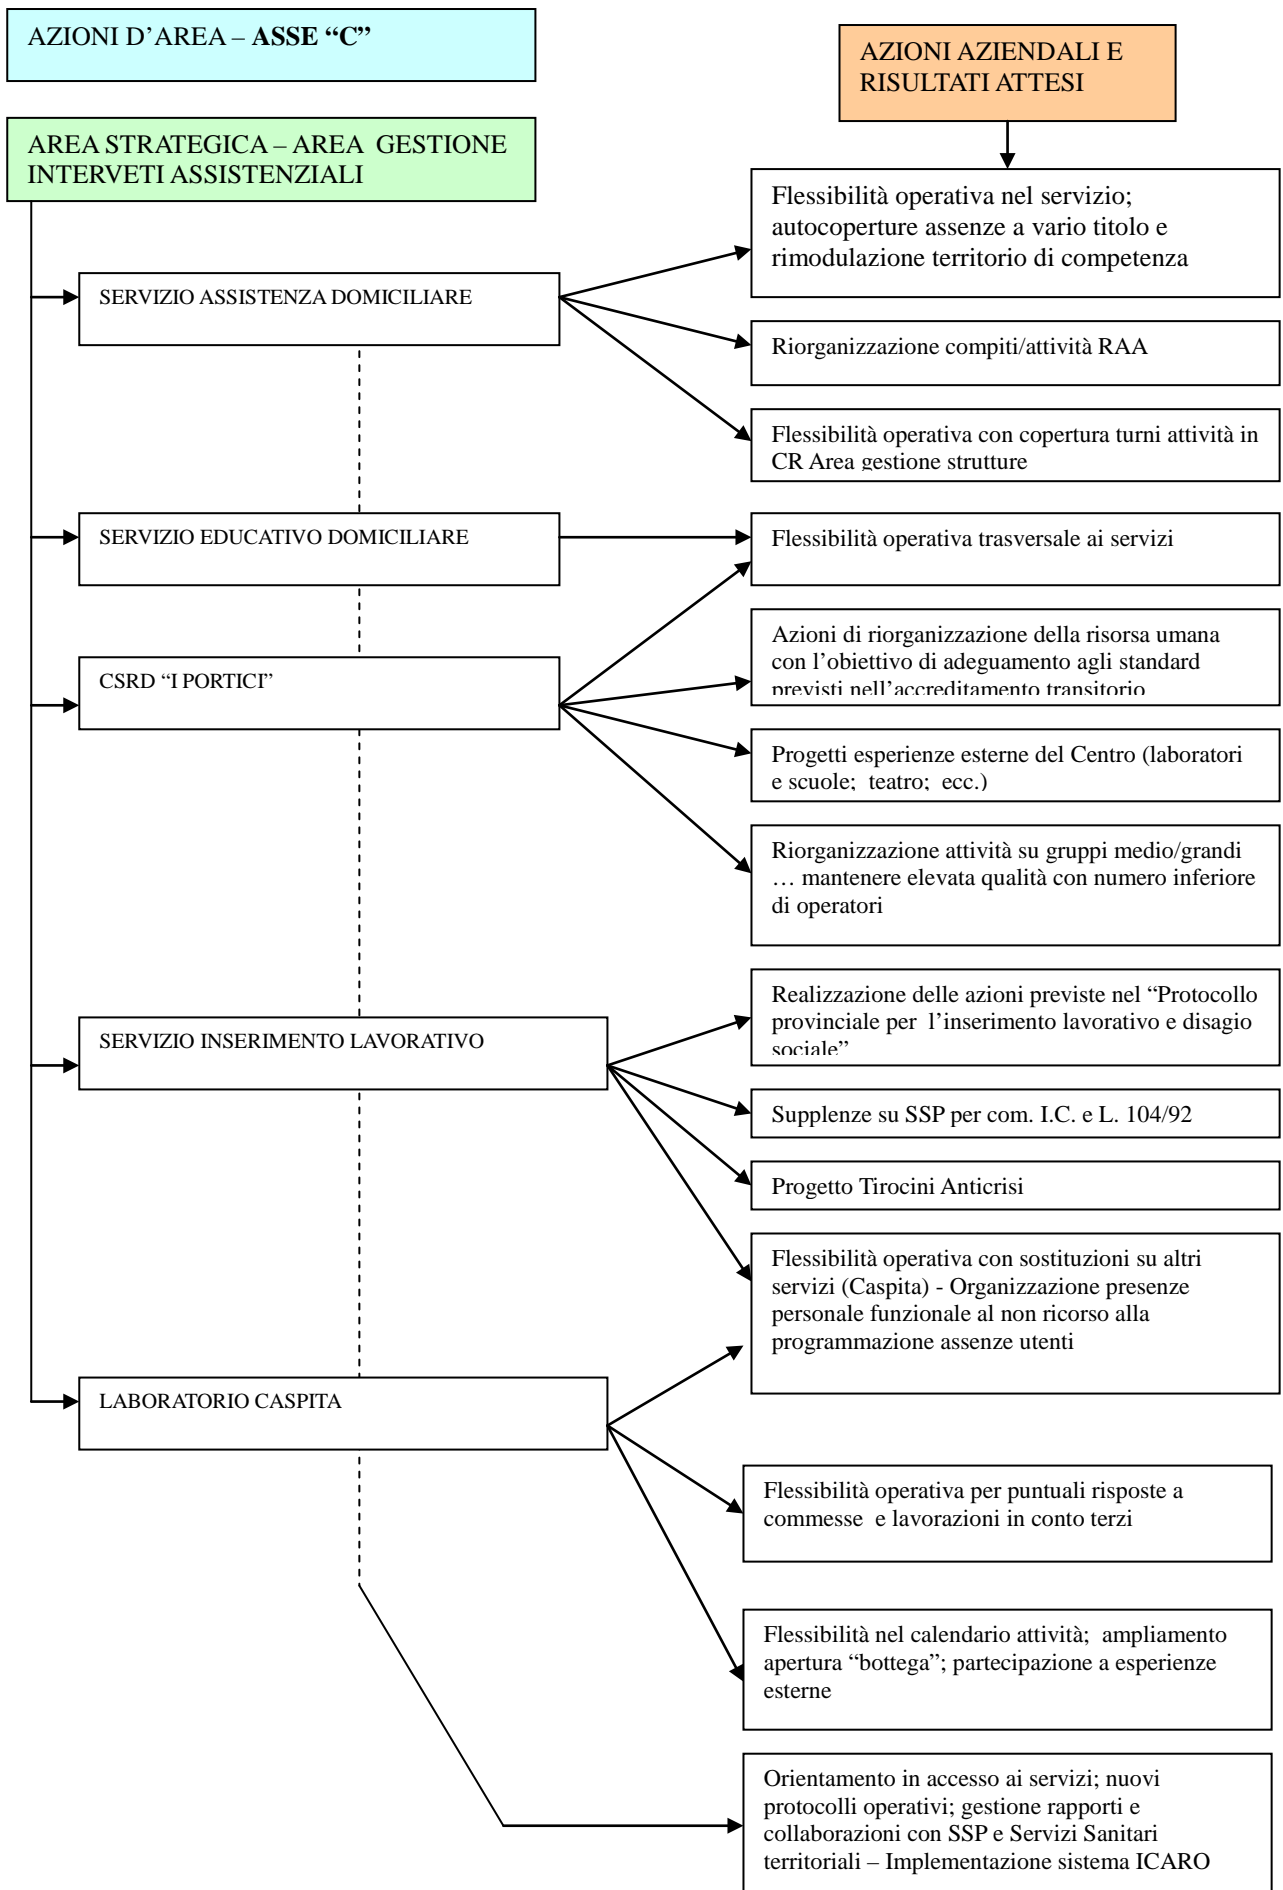 AZIONI D’AREA – ASSE “C”
AZIONI AZIENDALI E
RISULTATI ATTESI
AREA STRATEGICA – AREA GESTIONE
INTERVETI ASSISTENZIALI
Flessibilità operativa nel servizio;
autocoperture assenze a vario titolo e
rimodulazione territorio di competenza
SERVIZIO ASSISTENZA DOMICILIARE
Riorganizzazione compiti/attività RAA
Flessibilità operativa con copertura turni attività in
CR Area gestione strutture
SERVIZIO EDUCATIVO DOMICILIARE
Flessibilità operativa trasversale ai servizi
Azioni di riorganizzazione della risorsa umana
con l’obiettivo di adeguamento agli standard
previsti nell’accreditamento transitorio
CSRD “I PORTICI”
Progetti esperienze esterne del Centro (laboratori
e scuole; teatro; ecc.)
Riorganizzazione attività su gruppi medio/grandi
… mantenere elevata qualità con numero inferiore
di operatori
Realizzazione delle azioni previste nel “Protocollo
provinciale per l’inserimento lavorativo e disagio
sociale”
SERVIZIO INSERIMENTO LAVORATIVO
Supplenze su SSP per com. I.C. e L. 104/92
Progetto Tirocini Anticrisi
Flessibilità operativa con sostituzioni su altri
servizi (Caspita) - Organizzazione presenze
personale funzionale al non ricorso alla
programmazione assenze utenti
LABORATORIO CASPITA
Flessibilità operativa per puntuali risposte a
commesse e lavorazioni in conto terzi
Flessibilità nel calendario attività; ampliamento
apertura “bottega”; partecipazione a esperienze
esterne
Orientamento in accesso ai servizi; nuovi
protocolli operativi; gestione rapporti e
collaborazioni con SSP e Servizi Sanitari
territoriali – Implementazione sistema ICARO